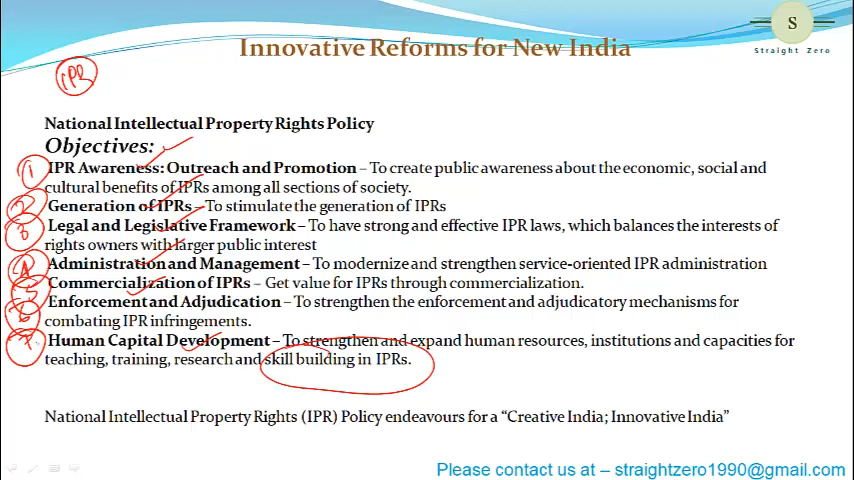 S
Straight Zero
Innovative Reforms for New India
IPR
National Intellectual Property Rights Policy
Objectives:
1 IPR Awareness: Outreach and Promotion – To create public awareness about the economic, social and
cultural benefits of IPRs among all sections of society.
2 Generation of IPRs – To stimulate the generation of IPRs
3 Legal and Legislative Framework – To have strong and effective IPR laws, which balances the interests of
rights owners with larger public interest
4 Administration and Management – To modernize and strengthen service-oriented IPR administration
5 Commercialization of IPRs – Get value for IPRs through commercialization.
6 Enforcement and Adjudication – To strengthen the enforcement and adjudicatory mechanisms for
combating IPR infringements.
7 Human Capital Development – To strengthen and expand human resources, institutions and capacities for
teaching, training, research and skill building in IPRs.
National Intellectual Property Rights (IPR) Policy endeavours for a “Creative India; Innovative India”
Please contact us at – straightzero1990@gmail.com